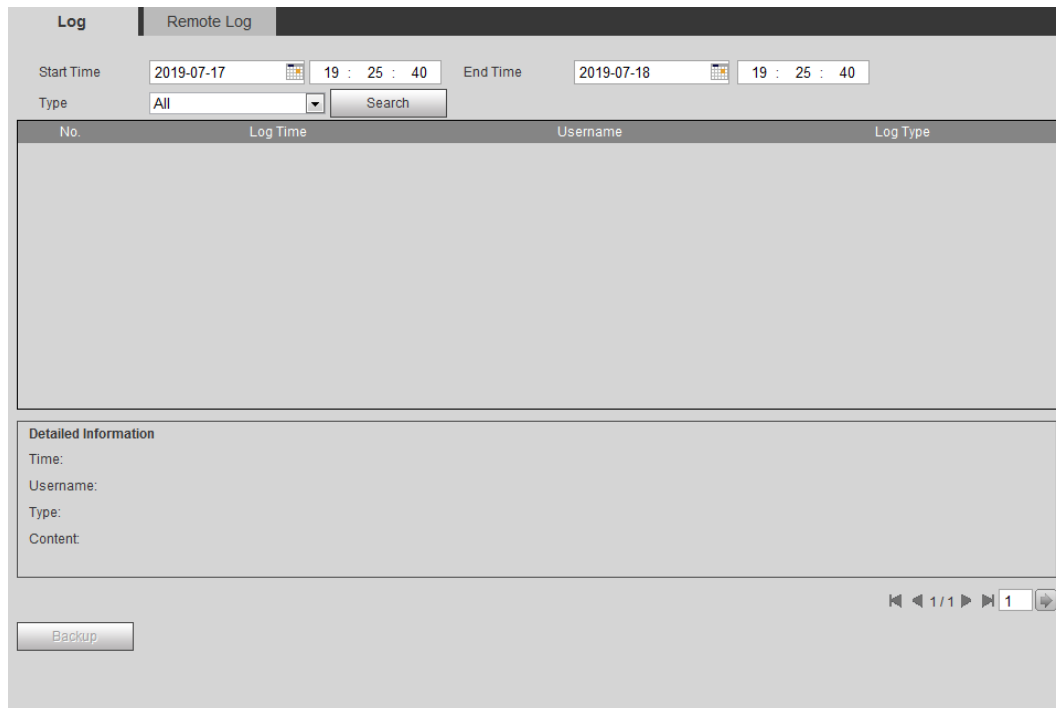 Log Remote Log
Start Time 2019-07-17 19 : 25 : 40 End Time 2019-07-18 19 : 25 : 40
Type All Search
No. Log Time Username Log Type
Detailed Information
Time:
Username:
Type:
Content:
1 / 1 1
Backup